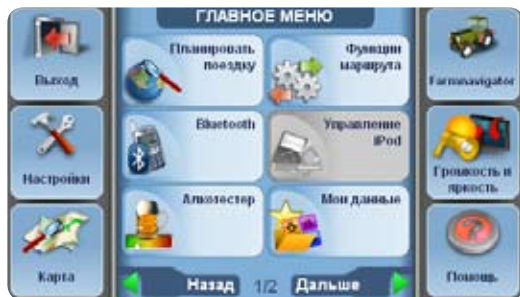 ГЛАВНОЕ МЕНЮ
Выход
Планировать
поездку
Функции
маршрута
Farmnavigator
Настройки
Bluetooth
Управление
iPod
Громкость и
яркость
Карта
Алкотестер
Мои данные
Помощь
Назад 1/2 Дальше